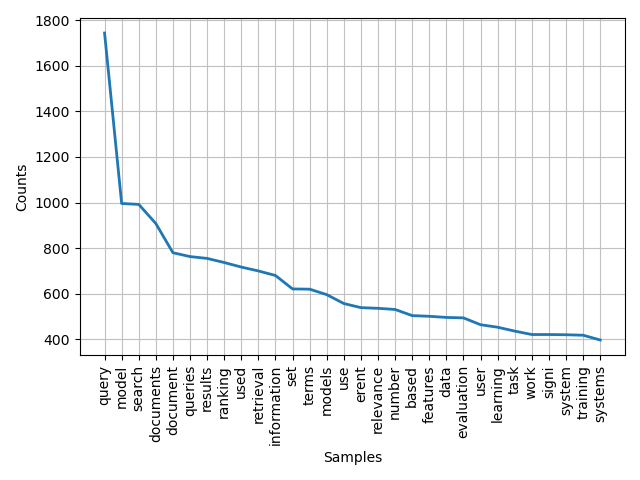 1800
1600
1400
1200
1000
800
600
400
Counts
query
model
search
documents
document
queries
results
ranking
used
retrieval
information
set
terms
models
use
erent
relevance
number
based
features
data
evaluation
user
learning
task
work
signi
system
training
systems
Samples